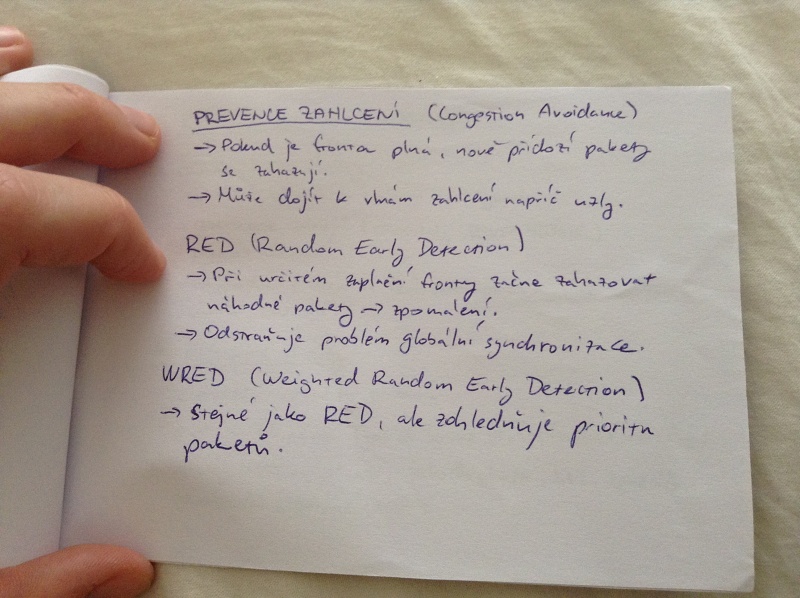 PREVENCE ZAHLCENÍ (Congestion Avoidance)
→ Pokud je fronta plná, nově příchozí pakety
se zahazují.
→ Může dojít k vlnám zahlcení napříč uzly.
RED (Random Early Detection)
→ Při určitém zaplnění fronty začne zahazovat
náhodné pakety → zpomalení.
→ Odstraňuje problém globální synchronizace.
WRED (Weighted Random Early Detection)
→ Stejné jako RED, ale zohledňuje prioritu
paketů.